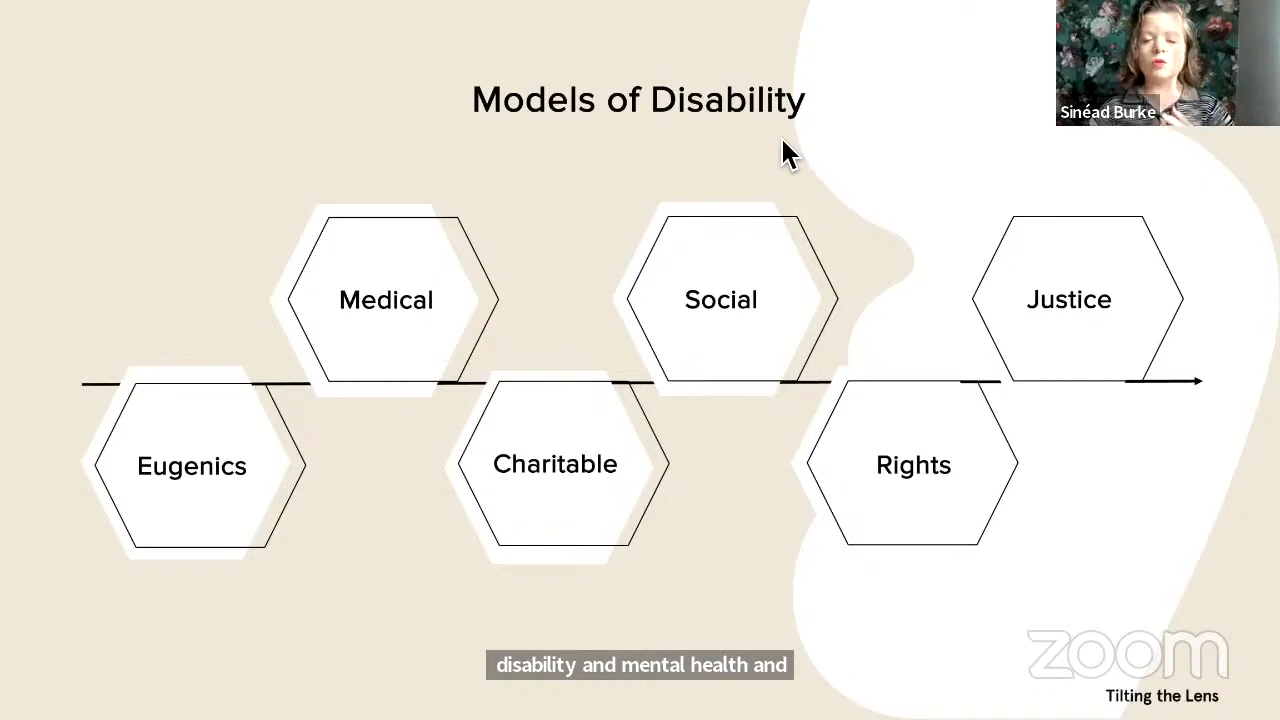 Models of Disability
Sinéad Burke
Medical
Social
Justice
Eugenics
Charitable
Rights
disability and mental health and
zoom
Tilting the Lens